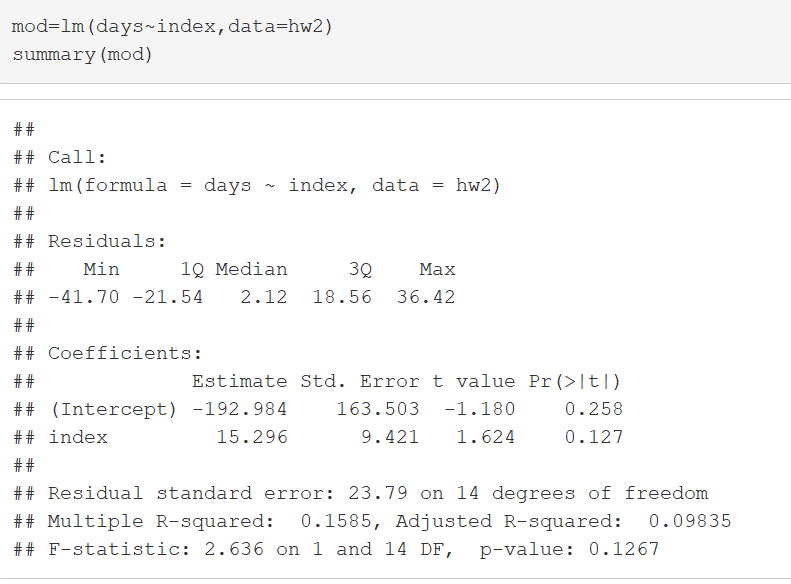 mod=lm(days~index,data=hw2)
summary(mod)
##
## Call:
## lm(formula = days ~ index, data = hw2)
##
## Residuals:
##    Min     1Q Median     3Q    Max
## -41.70 -21.54   2.12  18.56  36.42
##
## Coefficients:
##             Estimate Std. Error t value Pr(>|t|)
## (Intercept) -192.984    163.503  -1.180    0.258
## index         15.296      9.421   1.624    0.127
##
## Residual standard error: 23.79 on 14 degrees of freedom
## Multiple R-squared:  0.1585, Adjusted R-squared:  0.09835
## F-statistic: 2.636 on 1 and 14 DF,  p-value: 0.1267